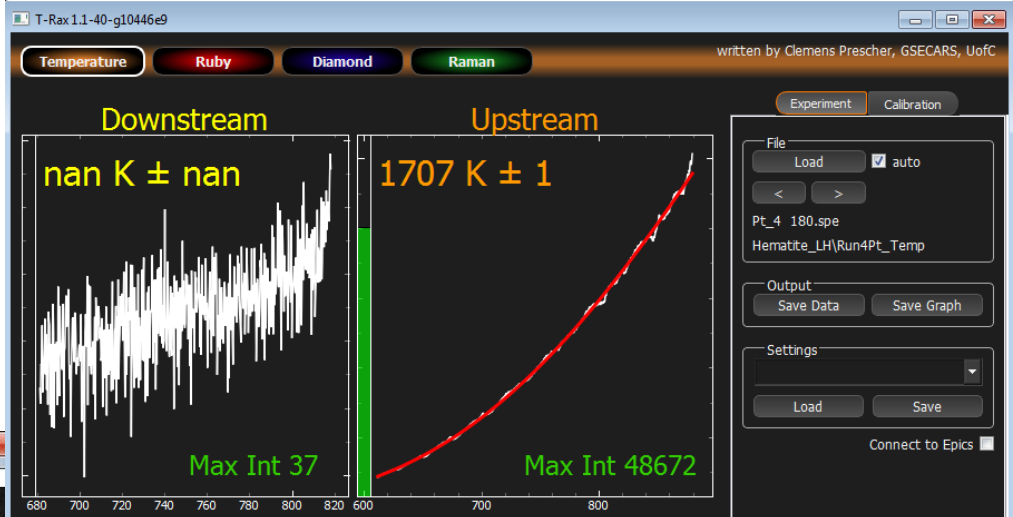 T-Rax 1.1-40-g10446e9
Temperature Ruby Diamond Raman
written by Clemens Prescher, GSECARS, UofC
Experiment Calibration
Downstream
nan K ± nan
Max Int 37
680 700 720 740 760 780 800 820
Upstream
1707 K ± 1
Max Int 48672
600 700 800
File
Load auto
< >
Pt_4 180.spe
Hematite_LH\Run4Pt_Temp
Output
Save Data Save Graph
Settings
Load Save
Connect to Epics